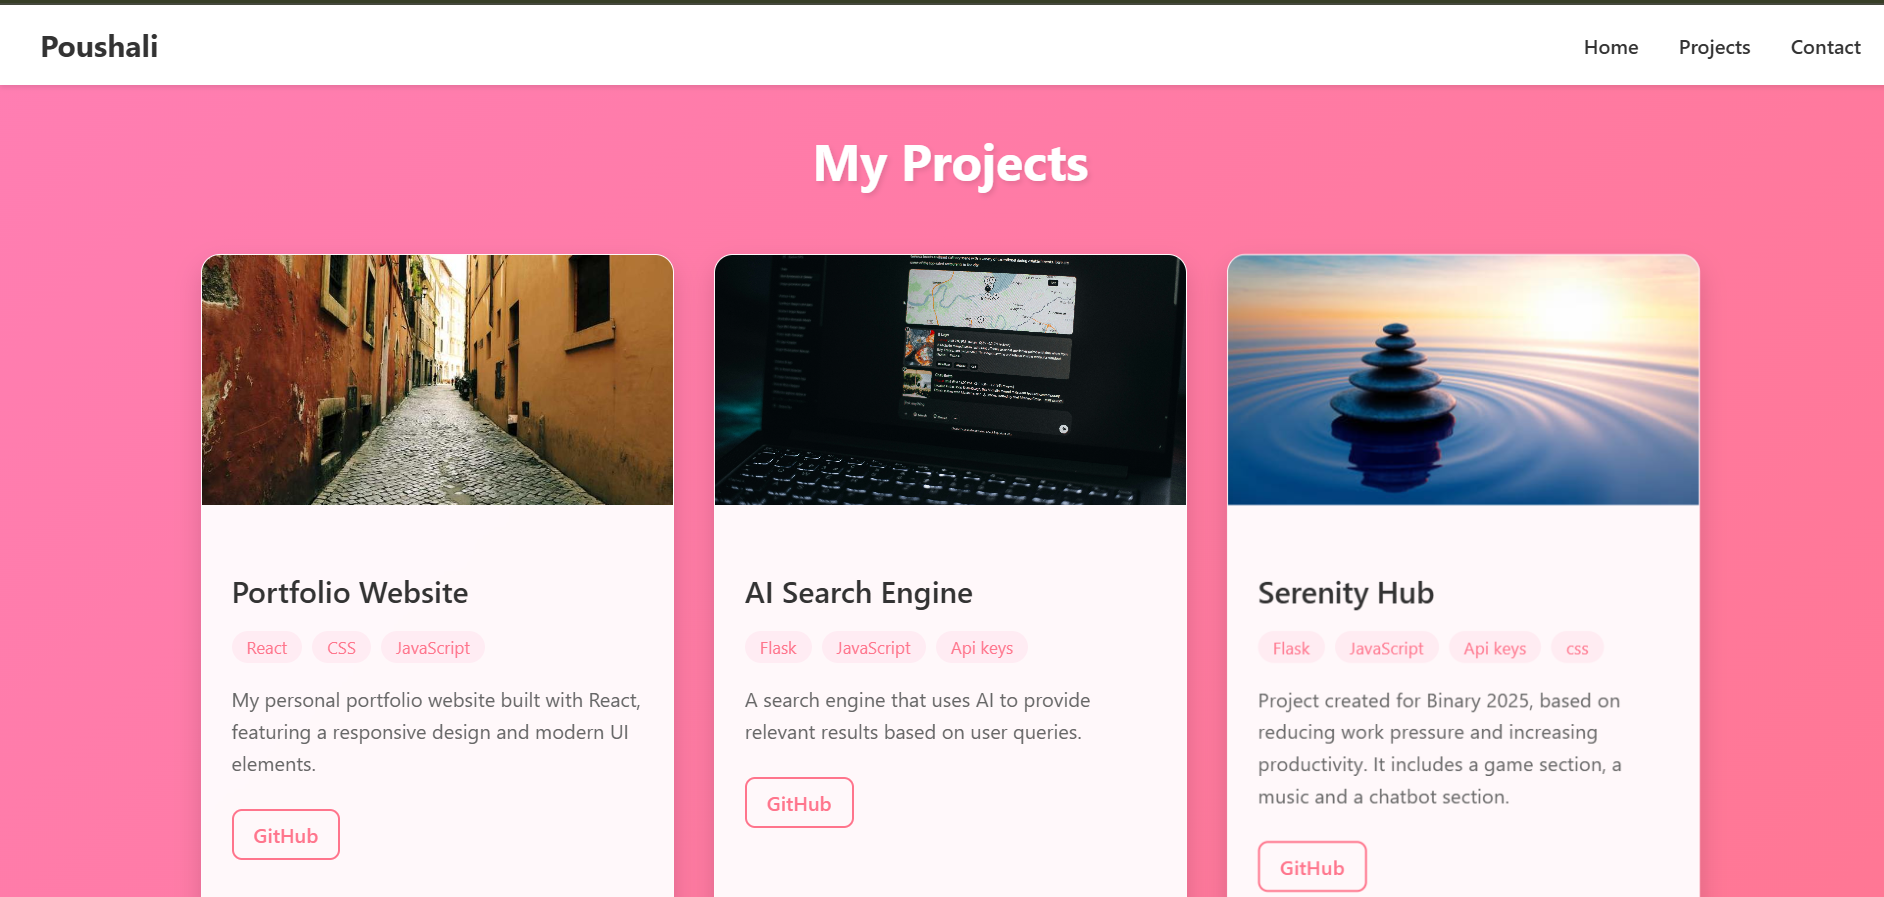 Poushali
Home Projects Contact
My Projects
Portfolio Website
React CSS JavaScript
My personal portfolio website built with React,
featuring a responsive design and modern UI
elements.
GitHub
AI Search Engine
Flask JavaScript Api keys
A search engine that uses AI to provide
relevant results based on user queries.
GitHub
Serenity Hub
Flask JavaScript Api keys css
Project created for Binary 2025, based on
reducing work pressure and increasing
productivity. It includes a game section, a
music and a chatbot section.
GitHub